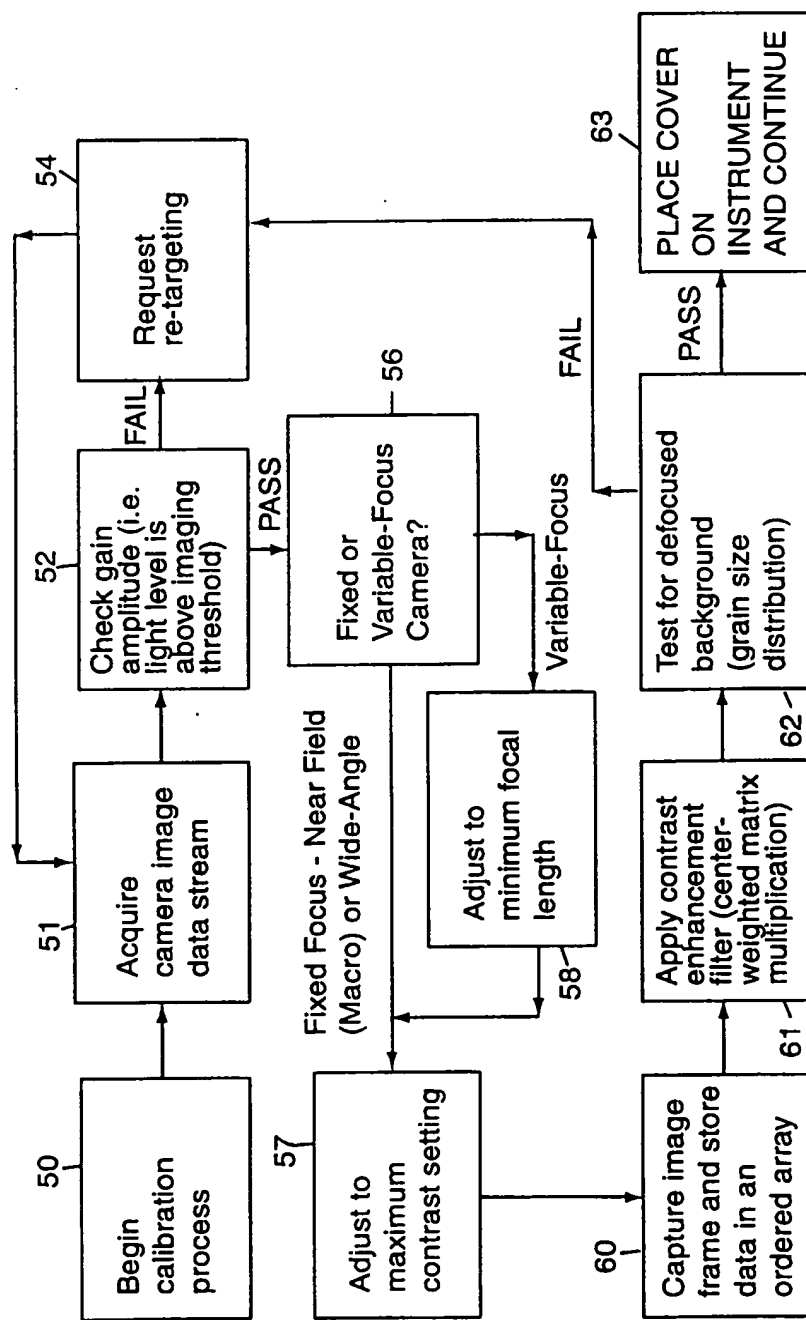 50
Begin
calibration
process
51
Acquire
camera image
data stream
52
Check gain
amplitude (i.e.
light level is
above imaging
threshold)
FAIL
54
Request
re-targeting
PASS
56
Fixed or
Variable-Focus
Camera?
Fixed Focus - Near Field
(Macro) or Wide-Angle
Variable-Focus
58
Adjust to
minimum focal
length
57
Adjust to
maximum
contrast setting
60
Capture image
frame and store
data in an
ordered array
61
Apply contrast
enhancement
filter (center-
weighted matrix
multiplication)
62
Test for defocused
background
(grain size
distribution)
FAIL
PASS
63
PLACE COVER
ON
INSTRUMENT
AND CONTINUE